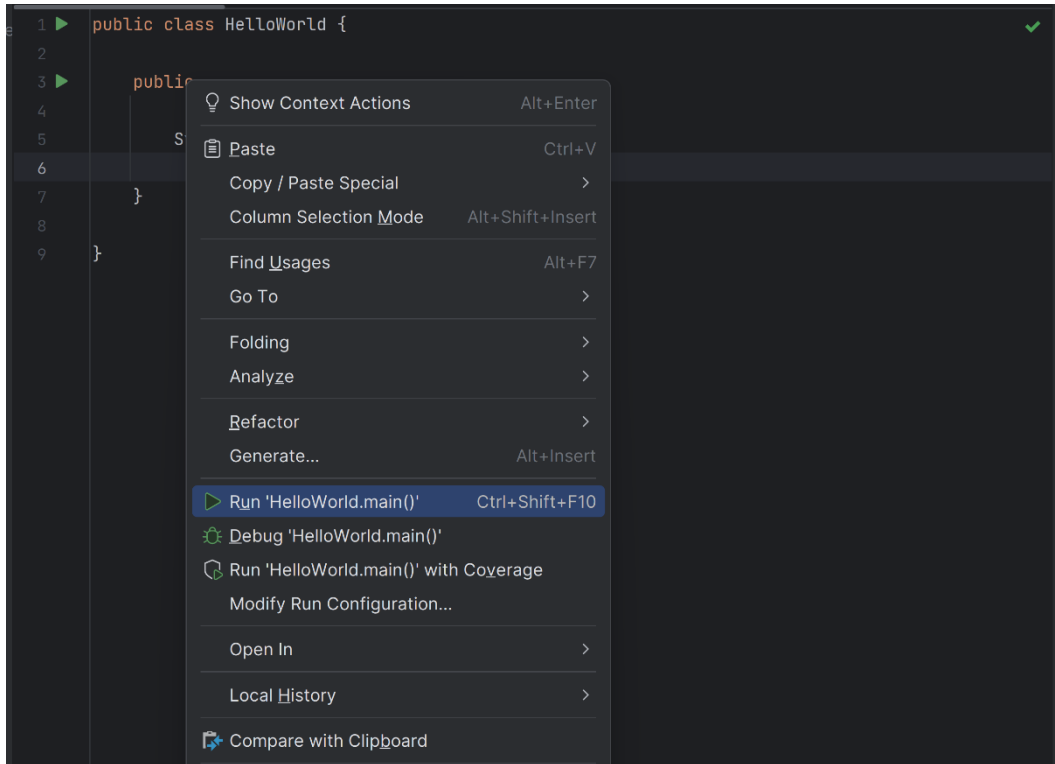 1 public class HelloWorld {
2
3 public
4
5 S
6
7 }
8
9 }
Show Context Actions Alt+Enter
Paste Ctrl+V
Copy / Paste Special
Column Selection Mode Alt+Shift+Insert
Find Usages Alt+F7
Go To
Folding
Analyze
Refactor
Generate... Alt+Insert
Run 'HelloWorld.main()' Ctrl+Shift+F10
Debug 'HelloWorld.main()'
Run 'HelloWorld.main()' with Coverage
Modify Run Configuration...
Open In
Local History
Compare with Clipboard